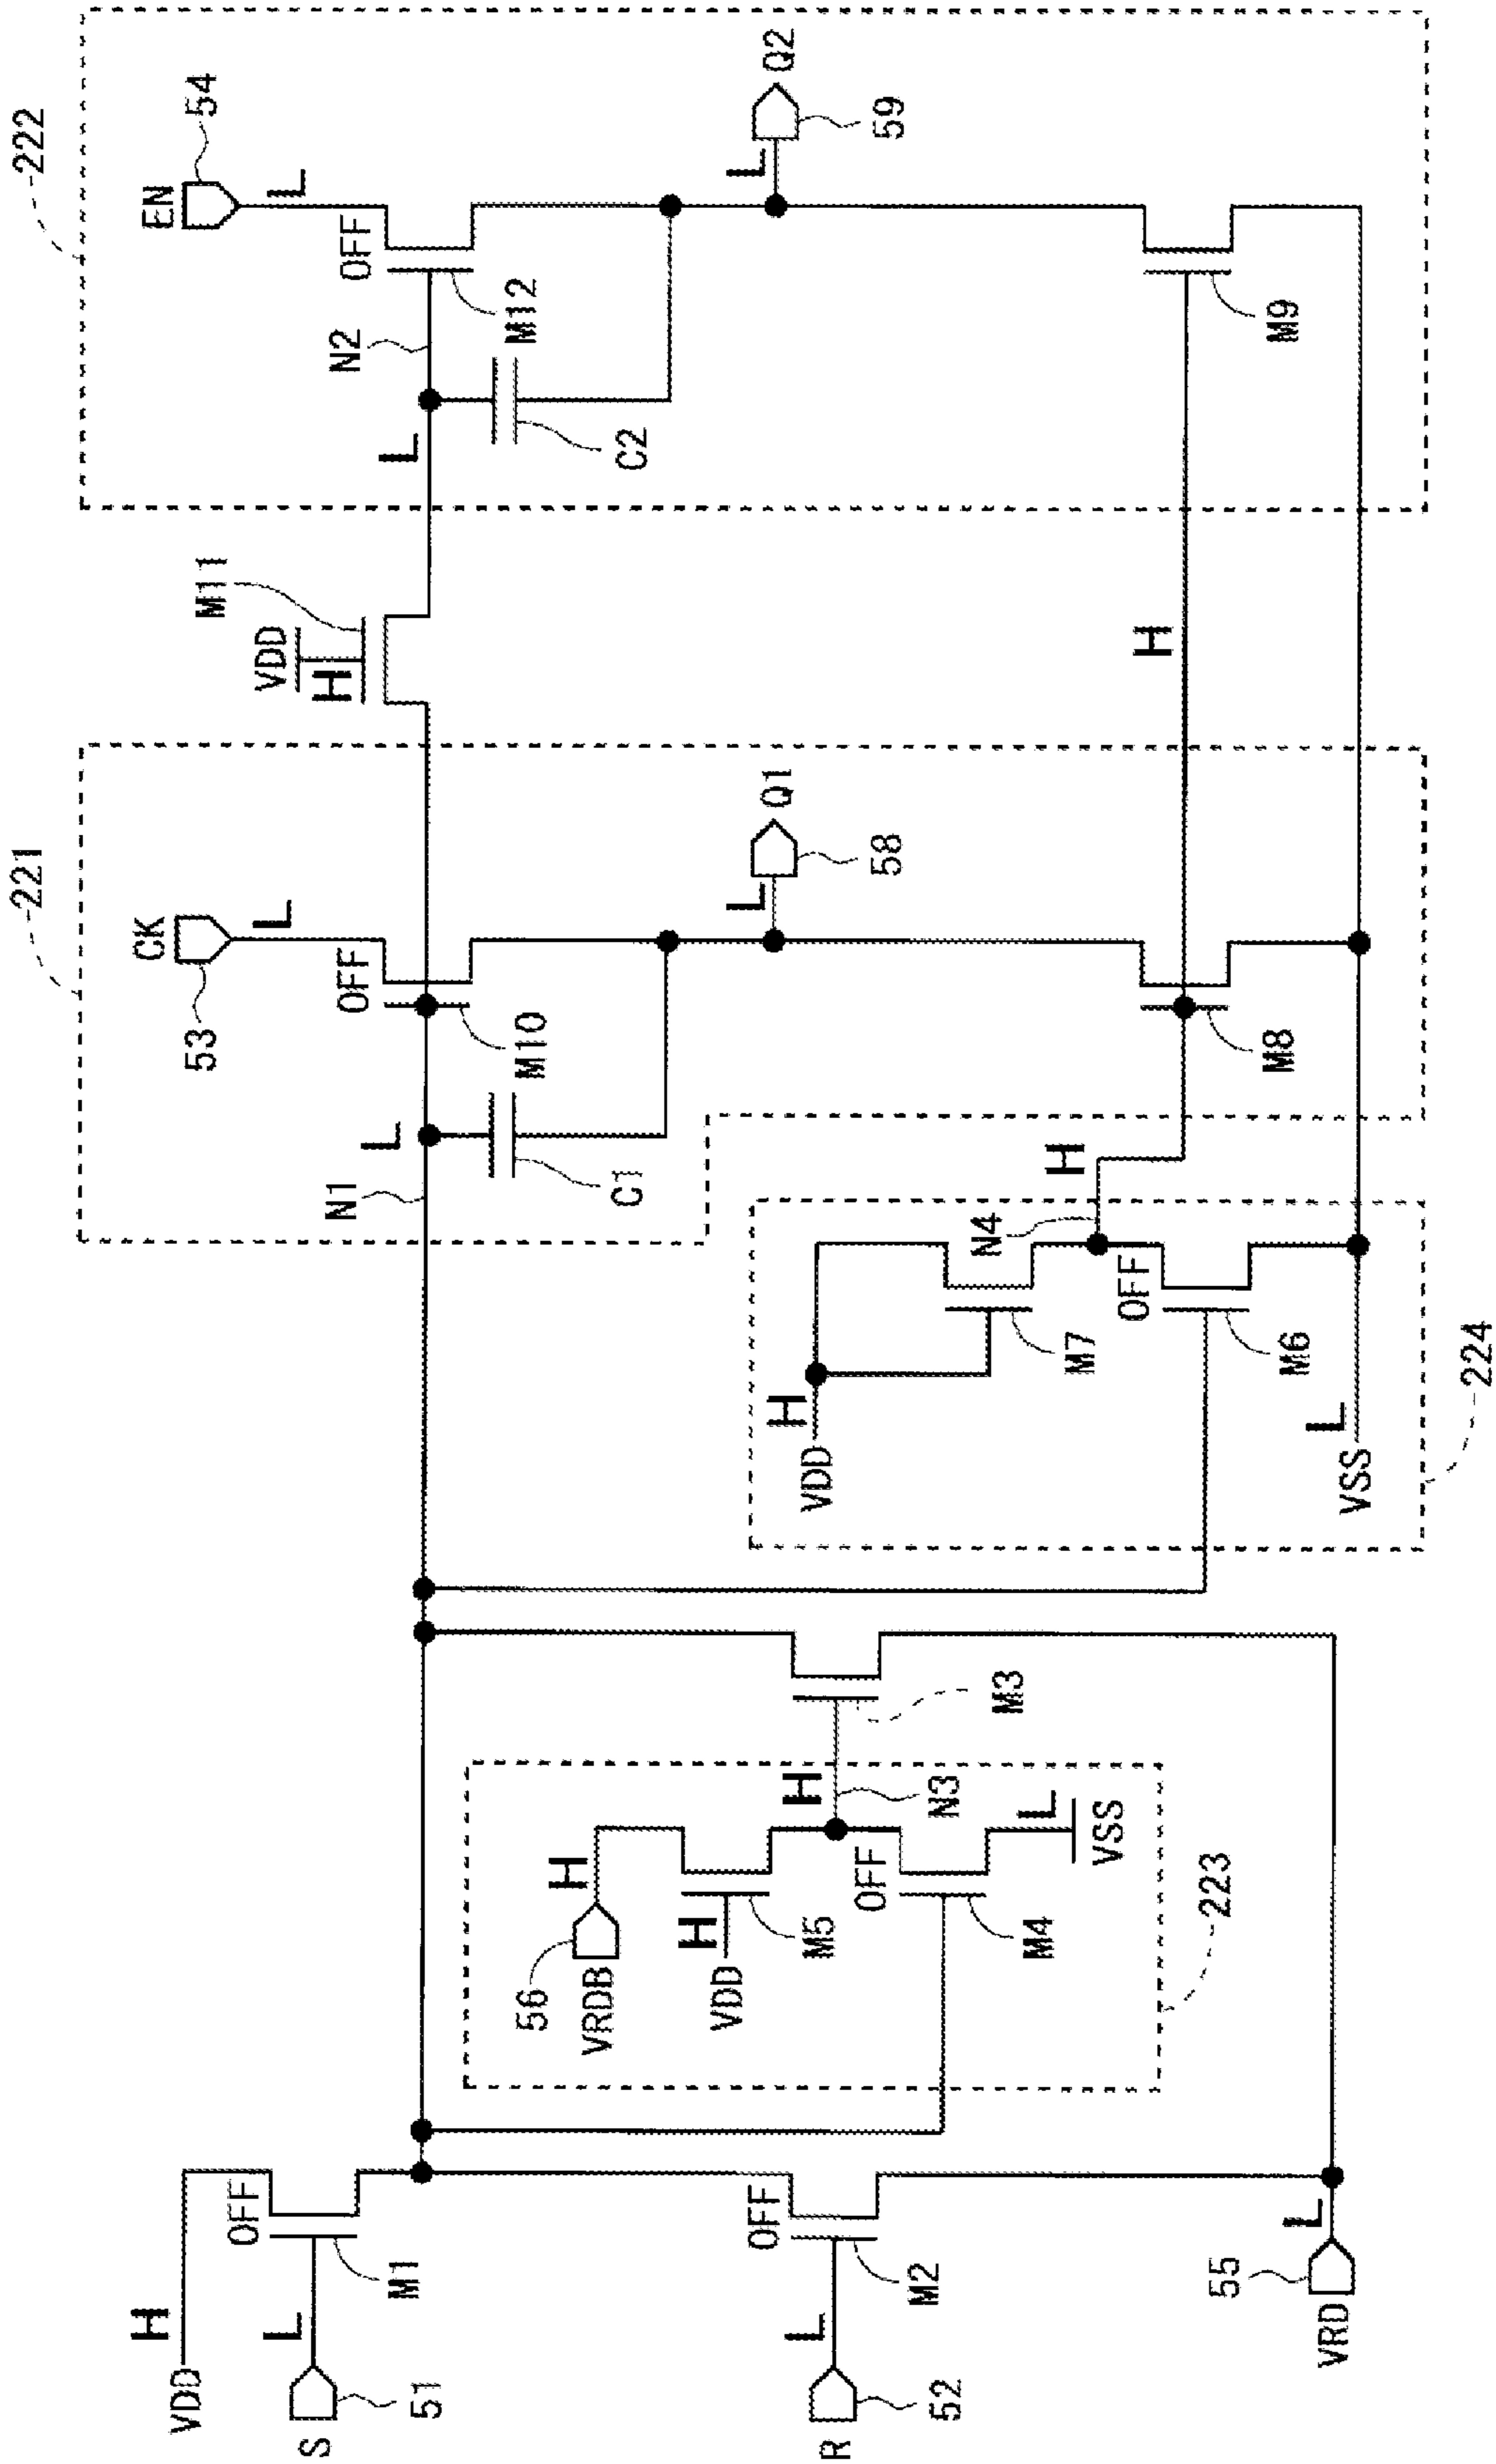 222
221
EN
54
L
OFF
M12
N2
L
C2
L
59
Q2
M9
VDD
H
M11
H
CK
53
L
OFF
M10
N1
L
C1
L
58
Q1
M8
H
N4
VDD
H
M7
OFF
M6
L
VSS
224
M3
H
N3
56
VRDB
H
VDD
H
M5
OFF
M4
L
VSS
223
VDD
H
OFF
M1
L
S
51
OFF
M2
L
R
52
VRD
55
L